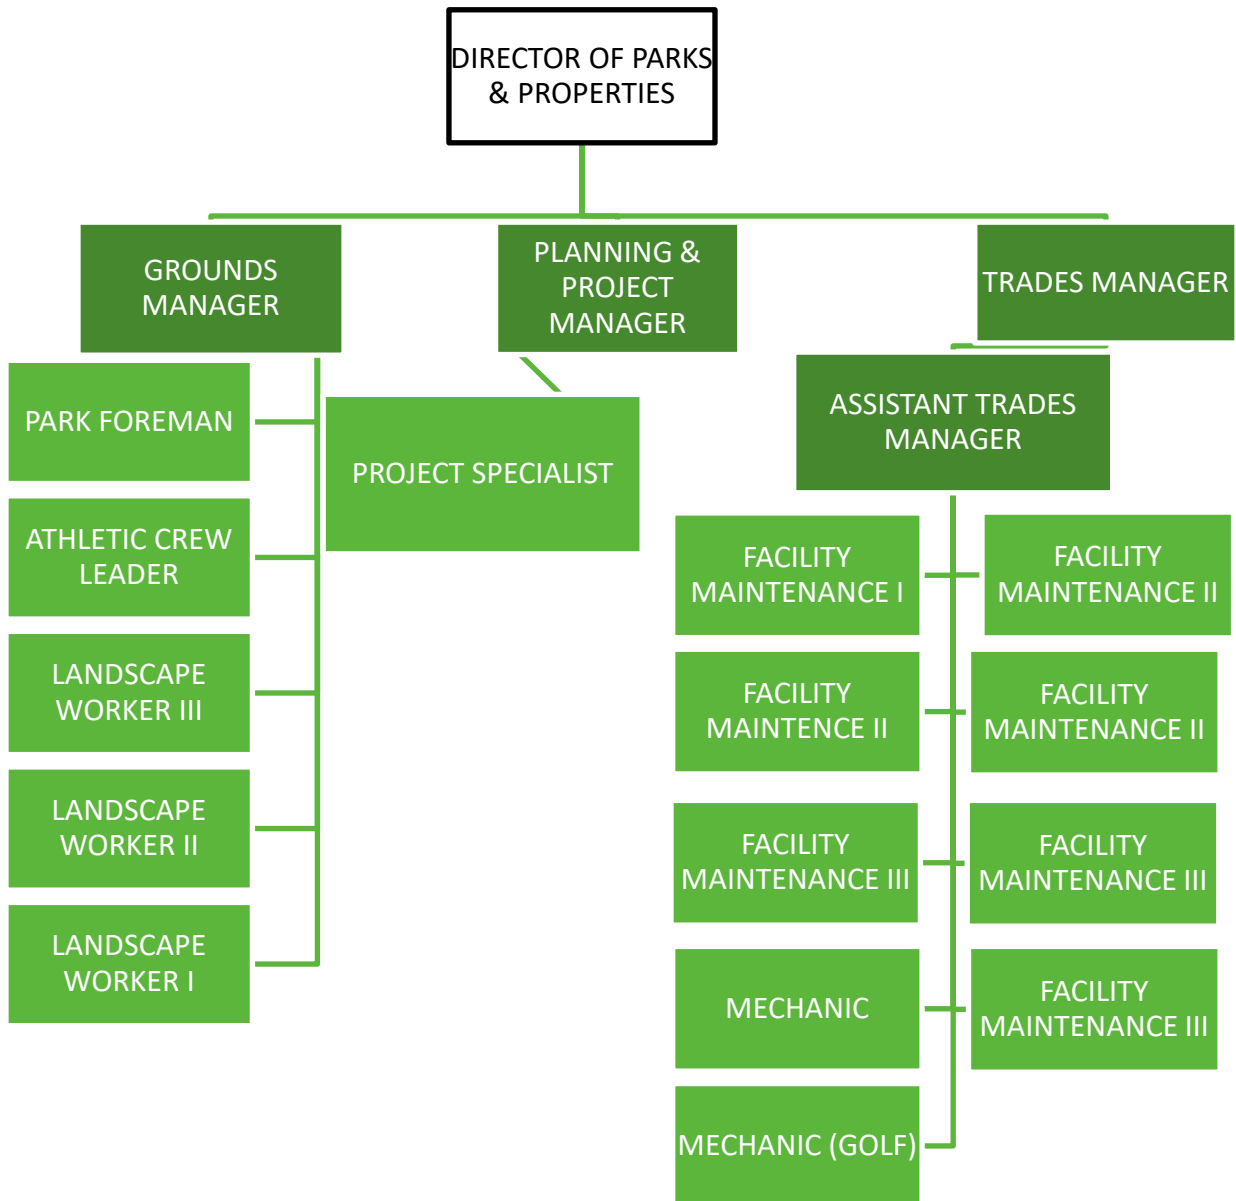 DIRECTOR OF PARKS
& PROPERTIES
GROUNDS
MANAGER
PLANNING &
PROJECT
MANAGER
TRADES MANAGER
PARK FOREMAN
ATHLETIC CREW
LEADER
LANDSCAPE
WORKER III
LANDSCAPE
WORKER II
LANDSCAPE
WORKER I
PROJECT SPECIALIST
ASSISTANT TRADES
MANAGER
FACILITY
MAINTENANCE I
FACILITY
MAINTENANCE II
FACILITY
MAINTENCE II
FACILITY
MAINTENANCE II
FACILITY
MAINTENANCE III
FACILITY
MAINTENANCE III
MECHANIC
FACILITY
MAINTENANCE III
MECHANIC (GOLF)